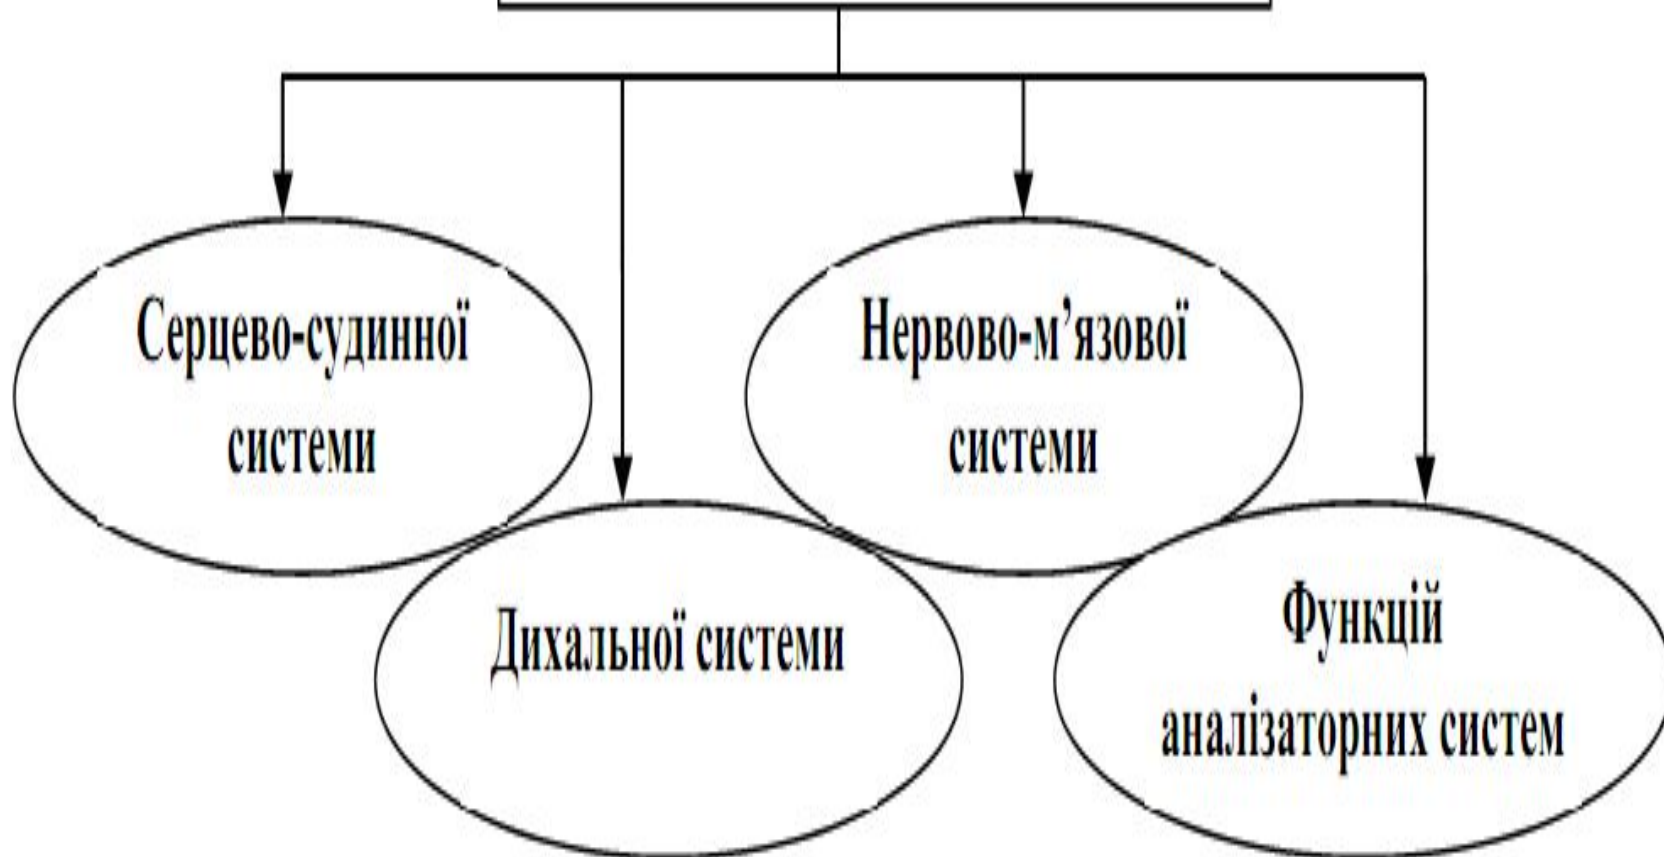 Серцево-судинної
системи
Нервово-м’язової
системи
Дихальної системи
Функцій
аналізаторних систем